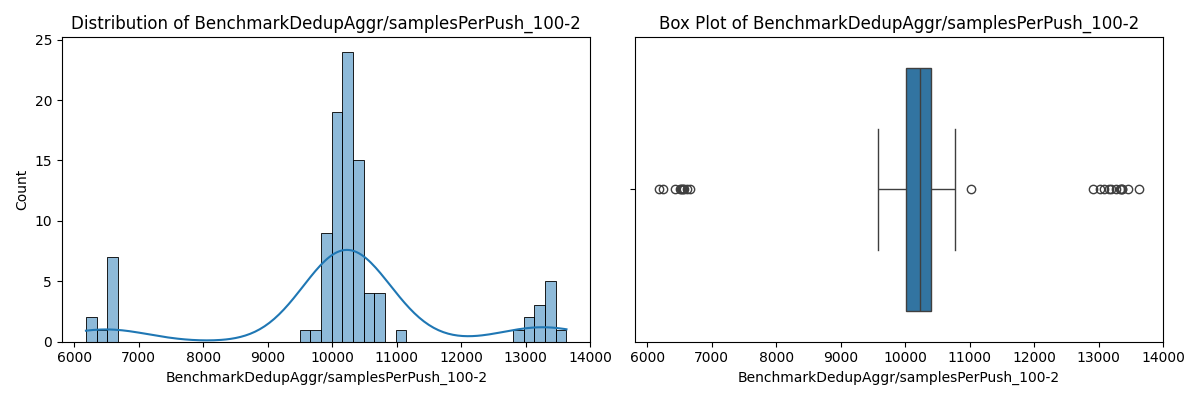 Distribution of BenchmarkDedupAggr/samplesPerPush_100-2
25
20
15
10
5
0
Count
6000 7000 8000 9000 10000 11000 12000 13000 14000
BenchmarkDedupAggr/samplesPerPush_100-2
Box Plot of BenchmarkDedupAggr/samplesPerPush_100-2
6000 7000 8000 9000 10000 11000 12000 13000 14000
BenchmarkDedupAggr/samplesPerPush_100-2